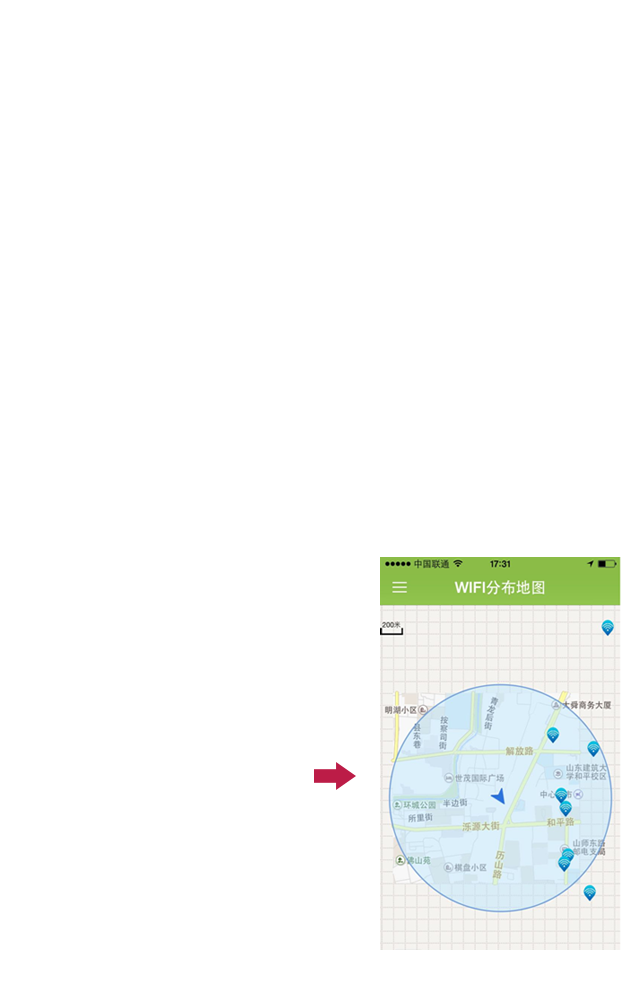 中国联通 17:31
WIFI分布地图
200米
明湖小区
大舜商务大厦
青龙后街
按察司街
县东巷
解放路
山东建筑大
学和平校区
世茂国际广场
中心
市
环城公园
半边街
所里街
泺源大街
和平路
山师东路
邮电支局
佛山苑
棋盘小区
历山路